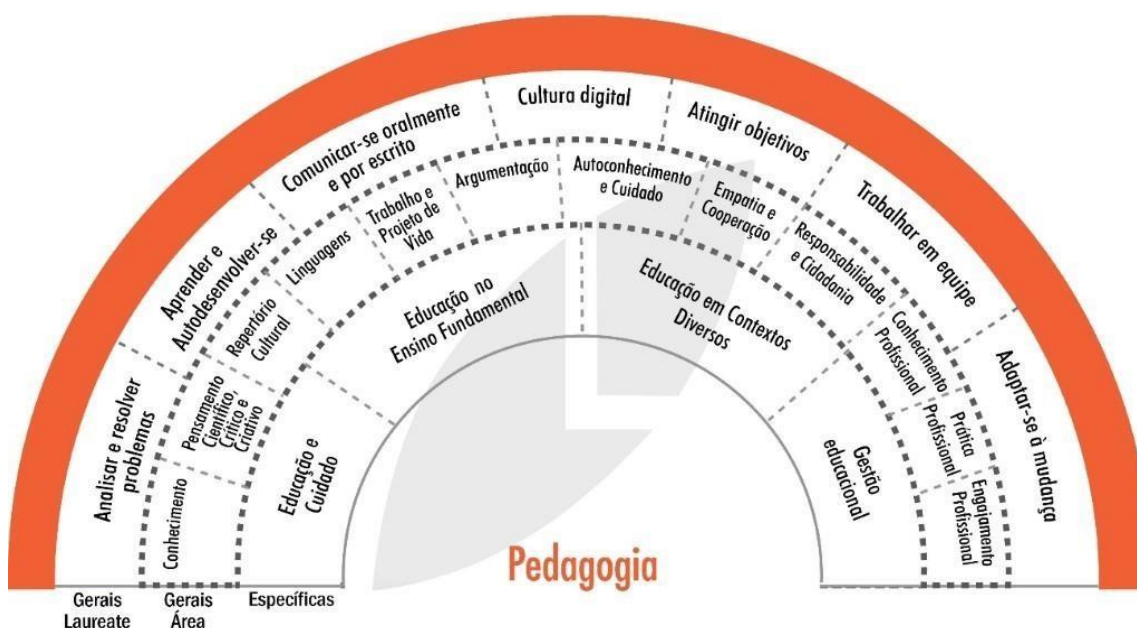 Analisar e resolver
problemas
Aprender e
Autodesenvolver-se
Comunicar-se oralmente
e por escrito
Cultura digital
Atingir objetivos
Trabalhar em equipe
Adaptar-se à mudança
Conhecimento
Pensamento
Científico,
Crítico e
Criativo
Repertório
Cultural
Linguagens
Trabalho e
Projeto de
Vida
Argumentação
Autoconhecimento
e Cuidado
Empatia e
Cooperação
Responsabilidade
e Cidadania
Conhecimento
Profissional
Prática
Profissional
Engajamento
Profissional
Educação e
Cuidado
Educação no
Ensino Fundamental
Educação em Contextos
Diversos
Gestão
educacional
Pedagogia
Gerais
Laureate
Gerais
Área
Específicas